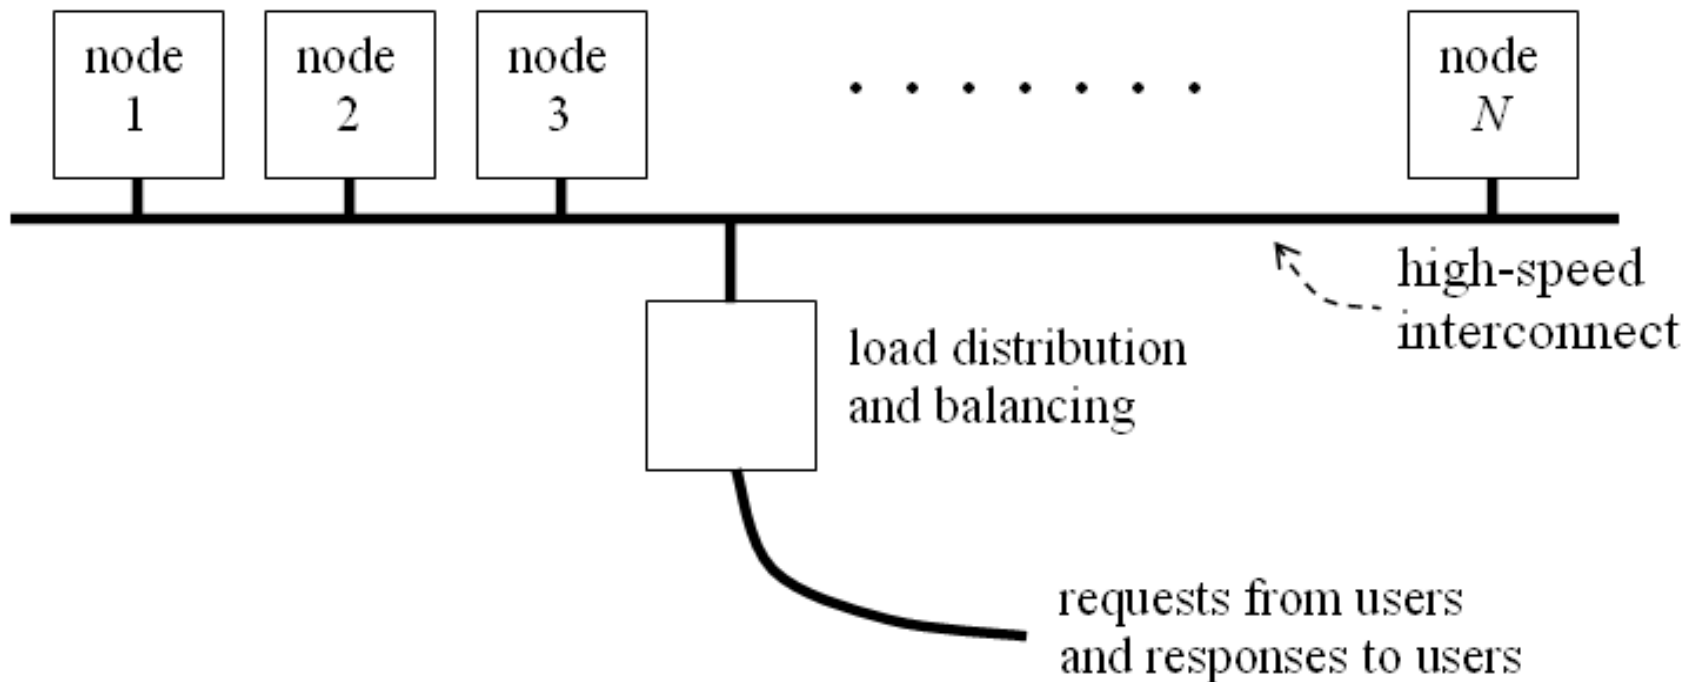 node
1
node
2
node
3
node
N
high-speed
interconnect
load distribution
and balancing
requests from users
and responses to users